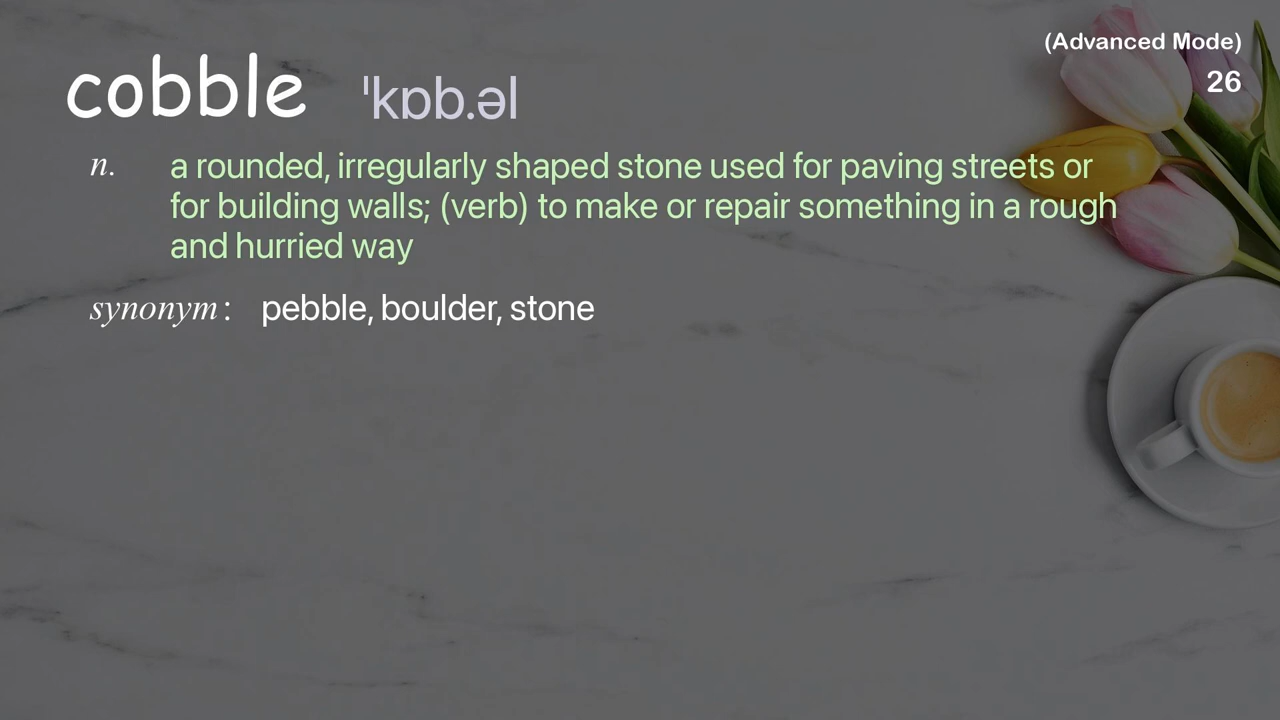 (Advanced Mode)
cobble ˈkɒb.əl
26
n. a rounded, irregularly shaped stone used for paving streets or
for building walls; (verb) to make or repair something in a rough
and hurried way
synonym: pebble, boulder, stone